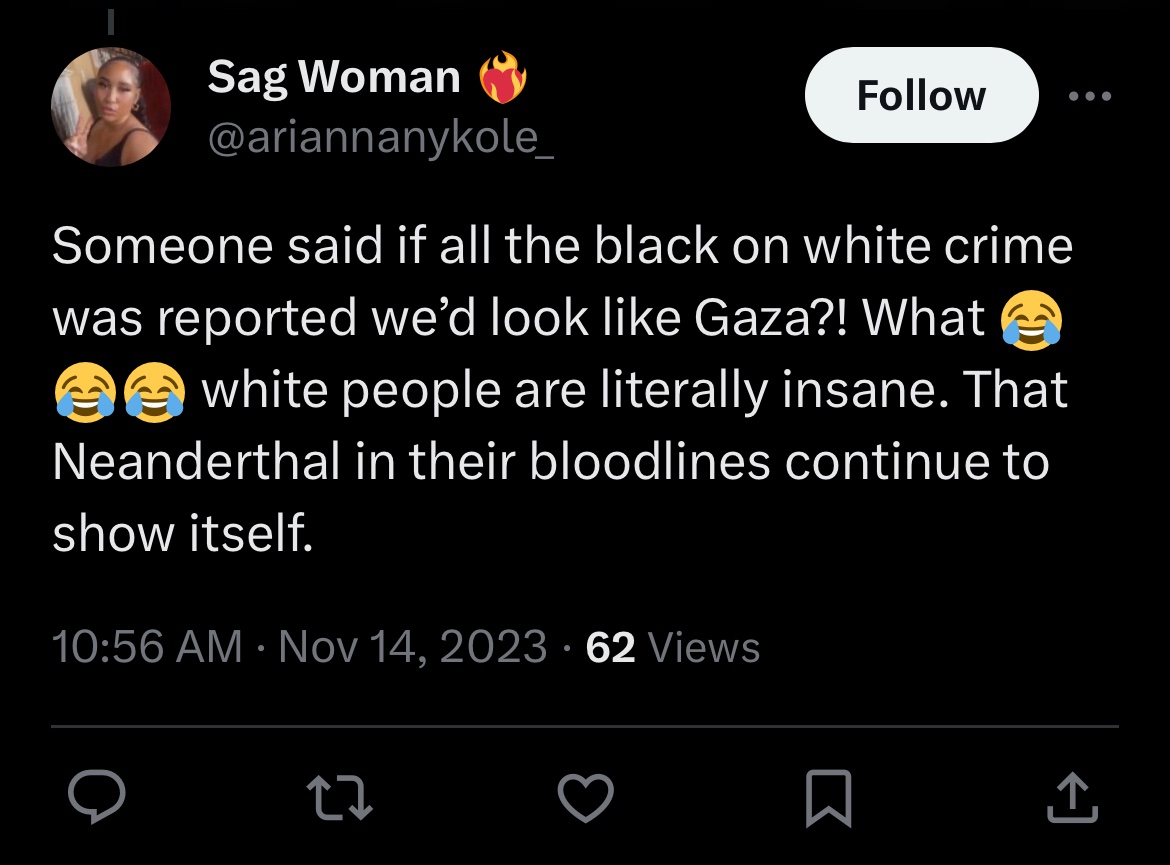 Sag Woman ❤️‍🔥
@ariannanykole_
Follow
Someone said if all the black on white crime
was reported we’d look like Gaza?! What 😂
😂😂 white people are literally insane. That
Neanderthal in their bloodlines continue to
show itself.
10:56 AM · Nov 14, 2023 · 62 Views